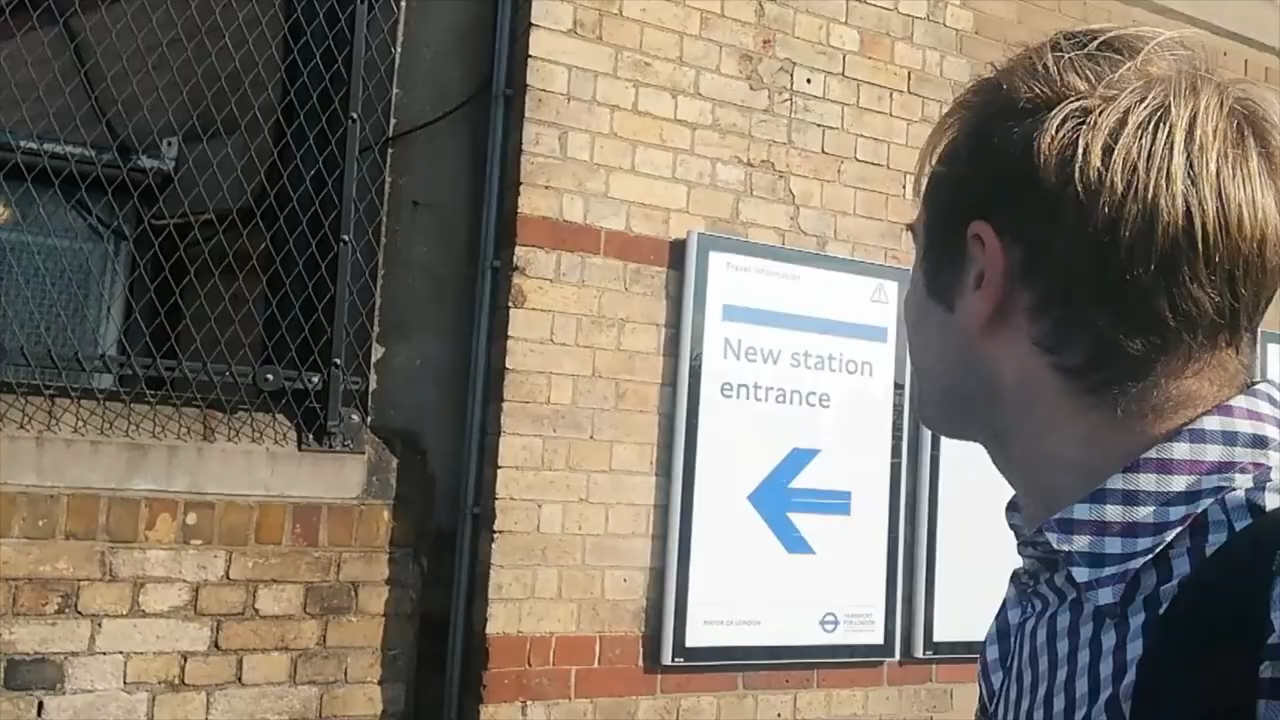 Travel information
New station
entrance
MAYOR OF LONDON
TRANSPORT
FOR LONDON